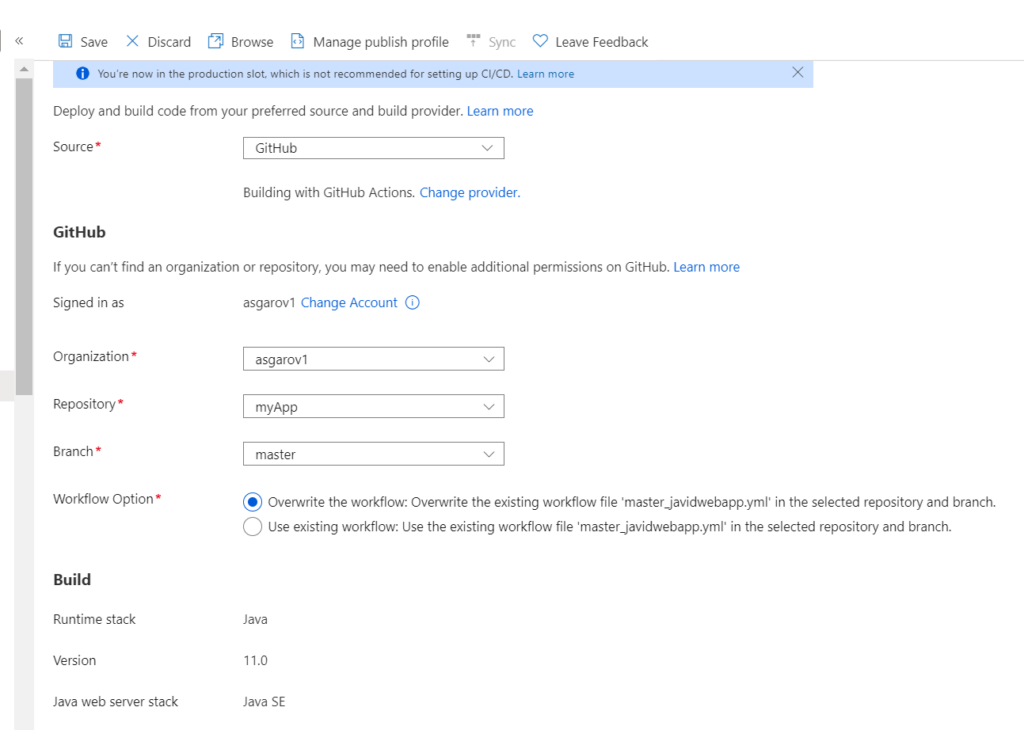 « Save Discard Browse Manage publish profile Sync Leave Feedback
You're now in the production slot, which is not recommended for setting up CI/CD. Learn more
Deploy and build code from your preferred source and build provider. Learn more
Source* GitHub
Building with GitHub Actions. Change provider.
GitHub
If you can't find an organization or repository, you may need to enable additional permissions on GitHub. Learn more
Signed in as asgarov1 Change Account
Organization* asgarov1
Repository* myApp
Branch* master
Workflow Option* Overwrite the workflow: Overwrite the existing workflow file 'master_javidwebapp.yml' in the selected repository and branch.
Use existing workflow: Use the existing workflow file 'master_javidwebapp.yml' in the selected repository and branch.
Build
Runtime stack Java
Version 11.0
Java web server stack Java SE